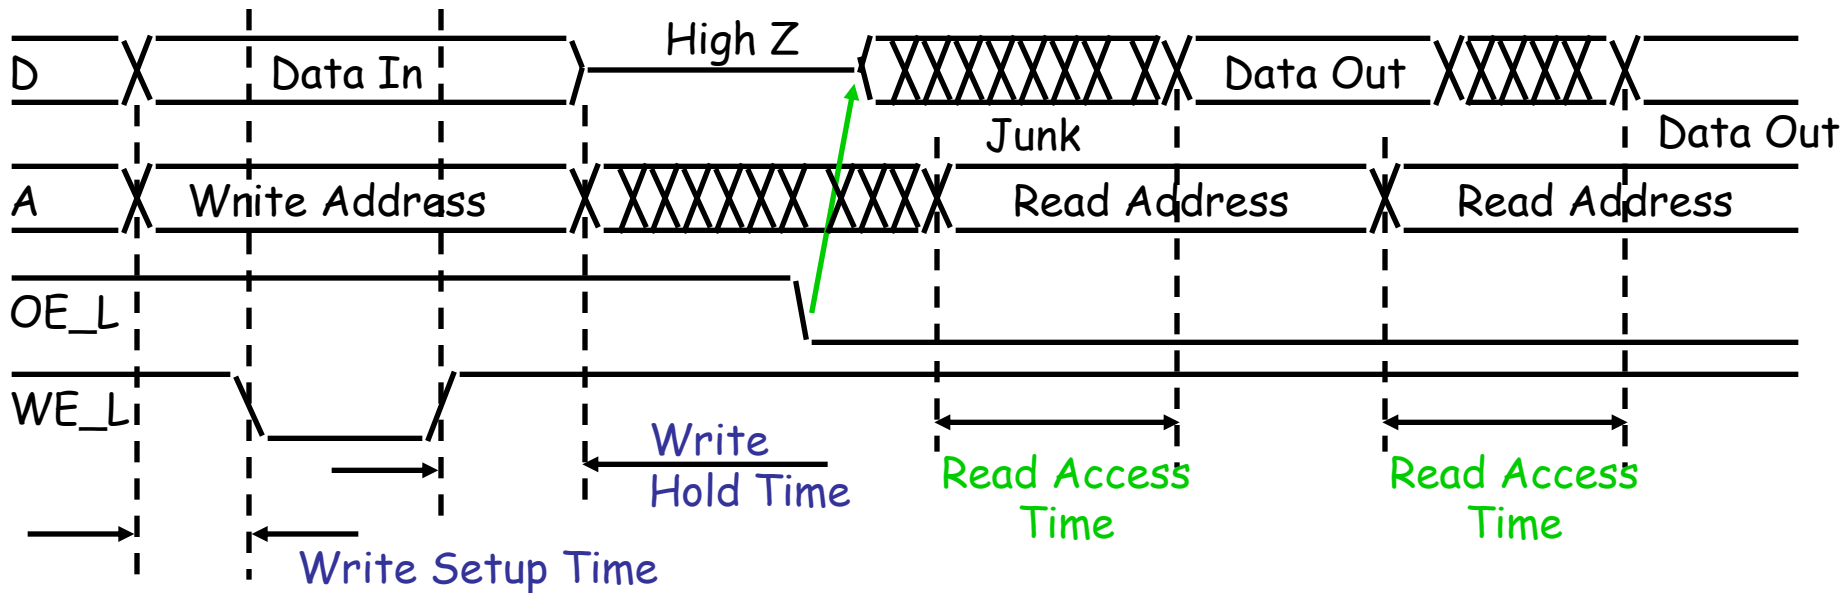 High Z
D
Data In
Data Out
Junk
Data Out
A
Write Address
Read Address
Read Address
OE_L
WE_L
Write
Hold Time
Read Access
Time
Read Access
Time
Write Setup Time